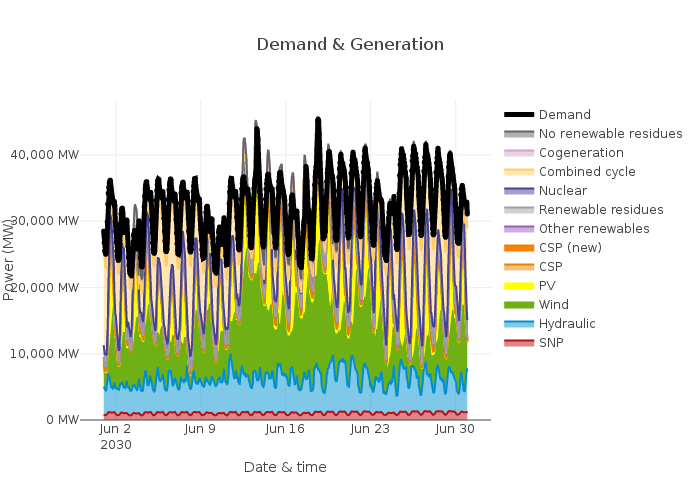 Demand & Generation
Power (MW)
40,000 MW
30,000 MW
20,000 MW
10,000 MW
0 MW
Jun 2
2030
Jun 9
Jun 16
Jun 23
Jun 30
Date & time
Demand
No renewable residues
Cogeneration
Combined cycle
Nuclear
Renewable residues
Other renewables
CSP (new)
CSP
PV
Wind
Hydraulic
SNP